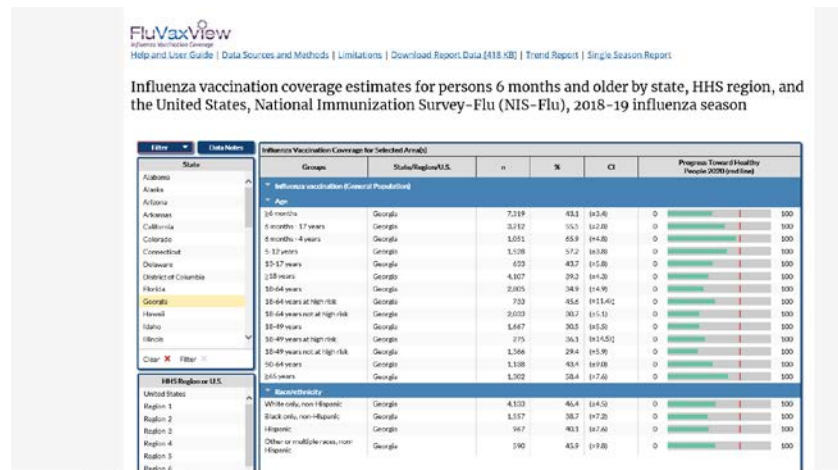 FluVaxView
Influenza Vaccination Coverage
Help and User Guide | Data Sources and Methods | Limitations | Download Report Data [418 KB] | Trend Report | Single Season Report
Influenza vaccination coverage estimates for persons 6 months and older by state, HHS region, and
the United States, National Immunization Survey-Flu (NIS-Flu), 2018-19 influenza season
Filter Data Notes
Influenza Vaccination Coverage for Selected Area(s)
State
Alabama
Alaska
Arizona
Arkansas
California
Colorado
Connecticut
Delaware
District of Columbia
Florida
Georgia
Hawaii
Idaho
Illinois
Clear Filter
HHS Region or U.S.
United States
Region 1
Region 2
Region 3
Region 4
Region 5
Region 6
Groups State/Region/U.S. n % CI Progress Toward Healthy
People 2020 (red line)
Influenza vaccination (General Population)
Age
≥6 months Georgia 7,319 43.1 (±3.4) 0 100
6 months - 17 years Georgia 3,212 55.5 (±2.8) 0 100
6 months - 4 years Georgia 1,051 65.9 (±4.8) 0 100
5-12 years Georgia 1,528 57.2 (±3.8) 0 100
13-17 years Georgia 633 43.7 (±5.8) 0 100
≥18 years Georgia 4,107 39.3 (±4.3) 0 100
18-64 years Georgia 2,805 34.9 (±4.9) 0 100
18-64 years at high risk Georgia 753 45.6 (±11.4)‡ 0 100
18-64 years not at high risk Georgia 2,033 30.7 (±5.1) 0 100
18-49 years Georgia 1,667 30.5 (±5.5) 0 100
18-49 years at high risk Georgia 275 36.1 (±14.5)‡ 0 100
18-49 years not at high risk Georgia 1,386 29.4 (±5.9) 0 100
50-64 years Georgia 1,138 43.4 (±9.0) 0 100
≥65 years Georgia 1,302 58.4 (±7.6) 0 100
Race/ethnicity
White only, non-Hispanic Georgia 4,133 46.4 (±4.5) 0 100
Black only, non-Hispanic Georgia 1,557 38.7 (±7.2) 0 100
Hispanic Georgia 967 40.1 (±7.6) 0 100
Other or multiple races, non-
Hispanic Georgia 590 45.9 (±9.8) 0 100